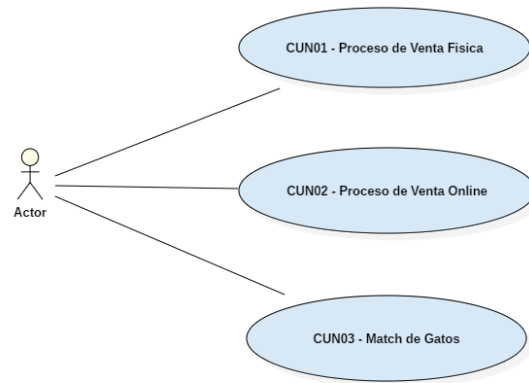 CUN01 - Proceso de Venta Fisica
CUN02 - Proceso de Venta Online
Actor
CUN03 - Match de Gatos